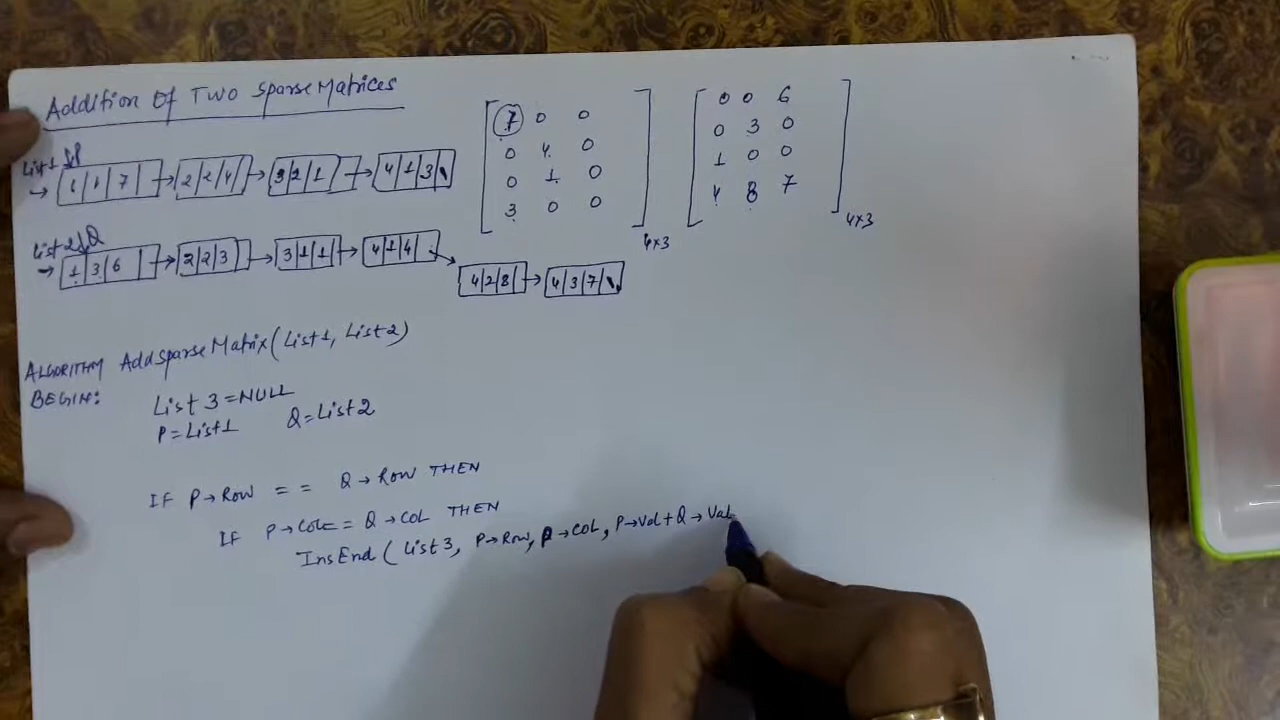 Addition Of Two Sparse Matrices
List1 P
→ 1|1|7 → 2|2|4 → 3|2|1 → 4|1|3
List2 Q
→ 1|3|6 → 2|2|3 → 3|1|1 → 4|1|4 → 4|2|8 → 4|3|7
7 0 0
0 4 0
0 1 0
3 0 0
4x3
0 0 6
0 3 0
1 0 0
4 8 7
4x3
ALGORITHM AddSparseMatrix(List1, List2)
BEGIN:
List3=NULL
P=List1 Q=List2
IF P→Row == Q→Row THEN
IF P→Col== Q→COL THEN
InsEnd(List3, P→Row, P→COL, P→Val+Q→Val